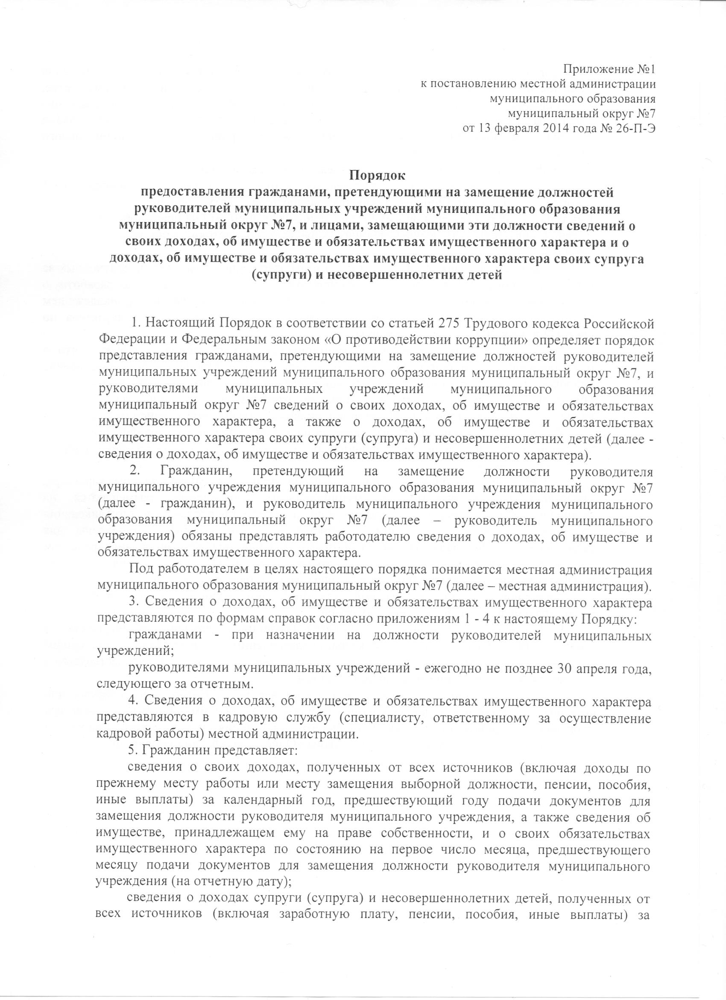 Приложение №1
к постановлению местной администрации
муниципального образования
муниципальный округ №7
от 13 февраля 2014 года № 26-П-Э
Порядок
предоставления гражданами, претендующими на замещение должностей
руководителей муниципальных учреждений муниципального образования
муниципальный округ №7, и лицами, замещающими эти должности сведений о
своих доходах, об имуществе и обязательствах имущественного характера и о
доходах, об имуществе и обязательствах имущественного характера своих супруга
(супруги) и несовершеннолетних детей
1. Настоящий Порядок в соответствии со статьей 275 Трудового кодекса Российской
Федерации и Федеральным законом «О противодействии коррупции» определяет порядок
представления гражданами, претендующими на замещение должностей руководителей
муниципальных учреждений муниципального образования муниципальный округ №7, и
руководителями муниципальных учреждений муниципального образования
муниципальный округ №7 сведений о своих доходах, об имуществе и обязательствах
имущественного характера, а также о доходах, об имуществе и обязательствах
имущественного характера своих супруги (супруга) и несовершеннолетних детей (далее -
сведения о доходах, об имуществе и обязательствах имущественного характера).
2. Гражданин, претендующий на замещение должности руководителя
муниципального учреждения муниципального образования муниципальный округ №7
(далее - гражданин), и руководитель муниципального учреждения муниципального
образования муниципальный округ №7 (далее – руководитель муниципального
учреждения) обязаны представлять работодателю сведения о доходах, об имуществе и
обязательствах имущественного характера.
Под работодателем в целях настоящего порядка понимается местная администрация
муниципального образования муниципальный округ №7 (далее – местная администрация).
3. Сведения о доходах, об имуществе и обязательствах имущественного характера
представляются по формам справок согласно приложениям 1 - 4 к настоящему Порядку:
гражданами - при назначении на должности руководителей муниципальных
учреждений;
руководителями муниципальных учреждений - ежегодно не позднее 30 апреля года,
следующего за отчетным.
4. Сведения о доходах, об имуществе и обязательствах имущественного характера
представляются в кадровую службу (специалисту, ответственному за осуществление
кадровой работы) местной администрации.
5. Гражданин представляет:
сведения о своих доходах, полученных от всех источников (включая доходы по
прежнему месту работы или месту замещения выборной должности, пенсии, пособия,
иные выплаты) за календарный год, предшествующий году подачи документов для
замещения должности руководителя муниципального учреждения, а также сведения об
имуществе, принадлежащем ему на праве собственности, и о своих обязательствах
имущественного характера по состоянию на первое число месяца, предшествующего
месяцу подачи документов для замещения должности руководителя муниципального
учреждения (на отчетную дату);
сведения о доходах супруги (супруга) и несовершеннолетних детей, полученных от
всех источников (включая заработную плату, пенсии, пособия, иные выплаты) за